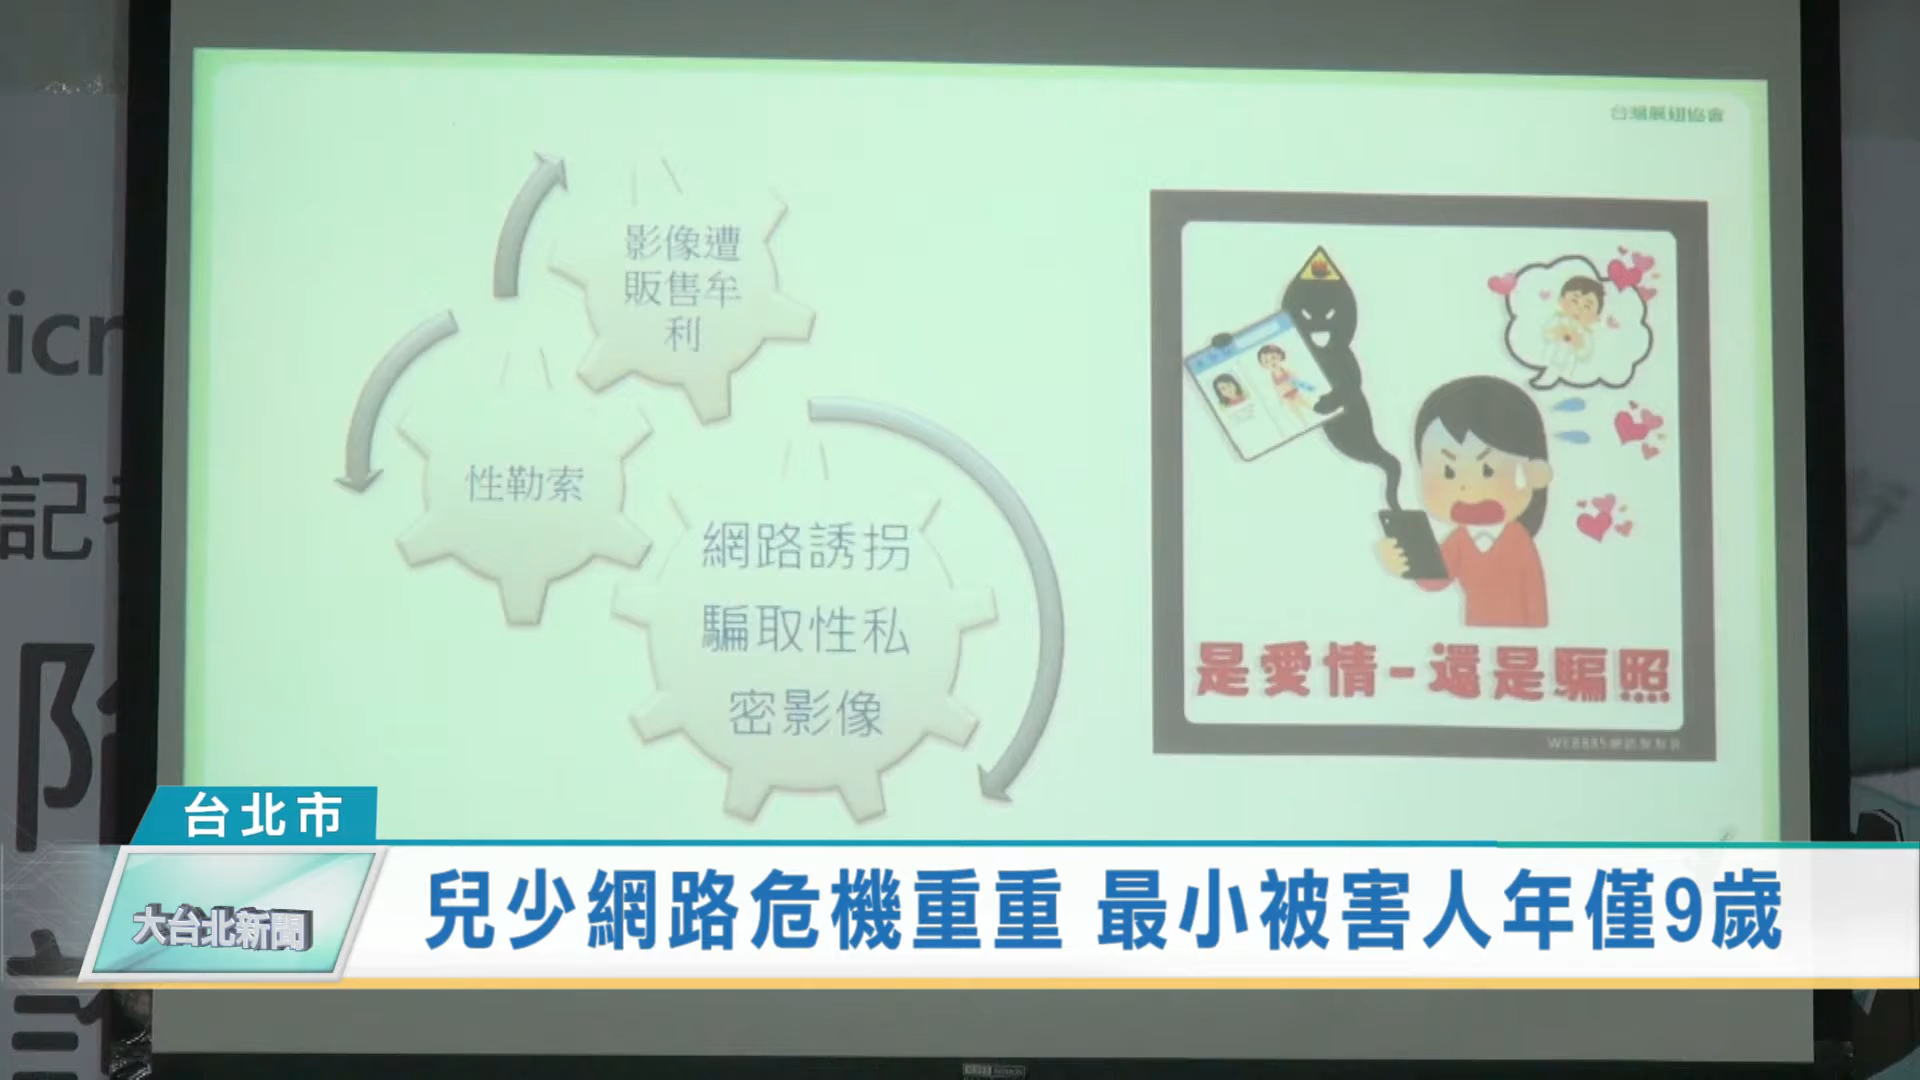 台灣展翅協會
影像遭
販售牟
利
性勒索
網路誘拐
騙取性私
密影像
是愛情-還是騙照
icr
記者
台北市
大台北新聞
兒少網路危機重重 最小被害人年僅9歲